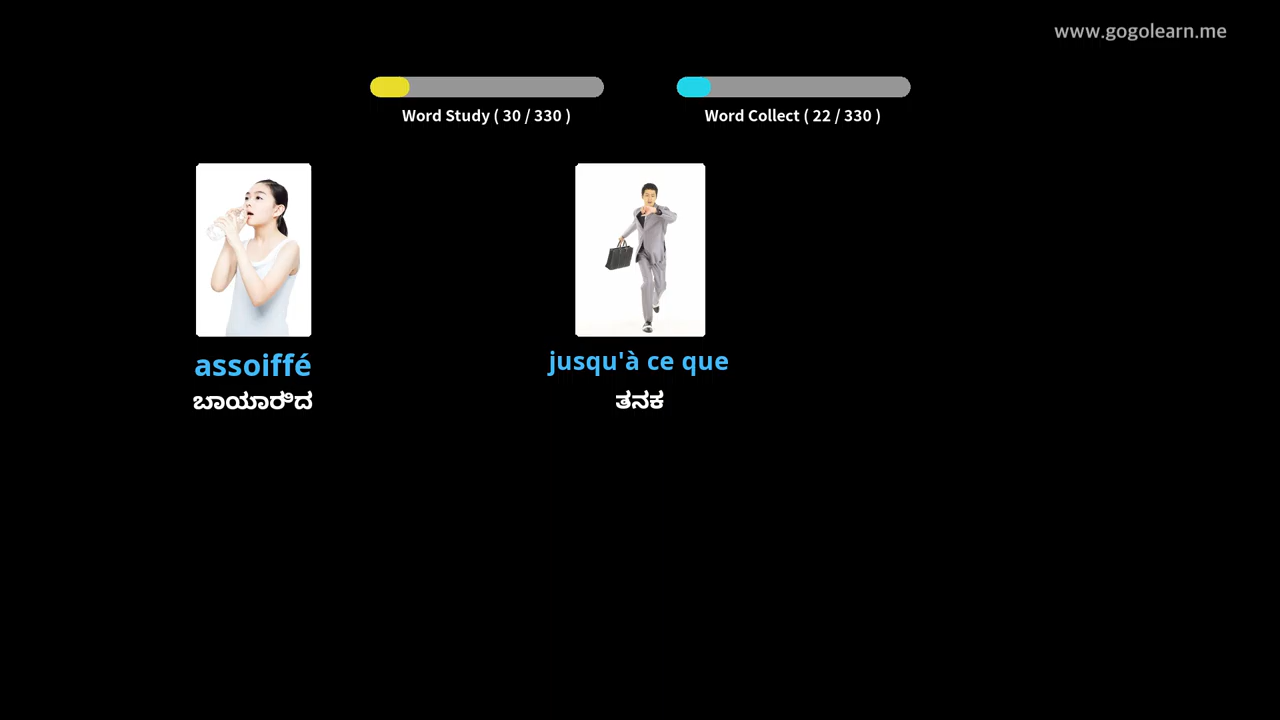 www.gogolearn.me
Word Study ( 30 / 330 )
Word Collect ( 22 / 330 )
assoiffé
jusqu'à ce que
ಬಾಯಾರಿದ
ತನಕ